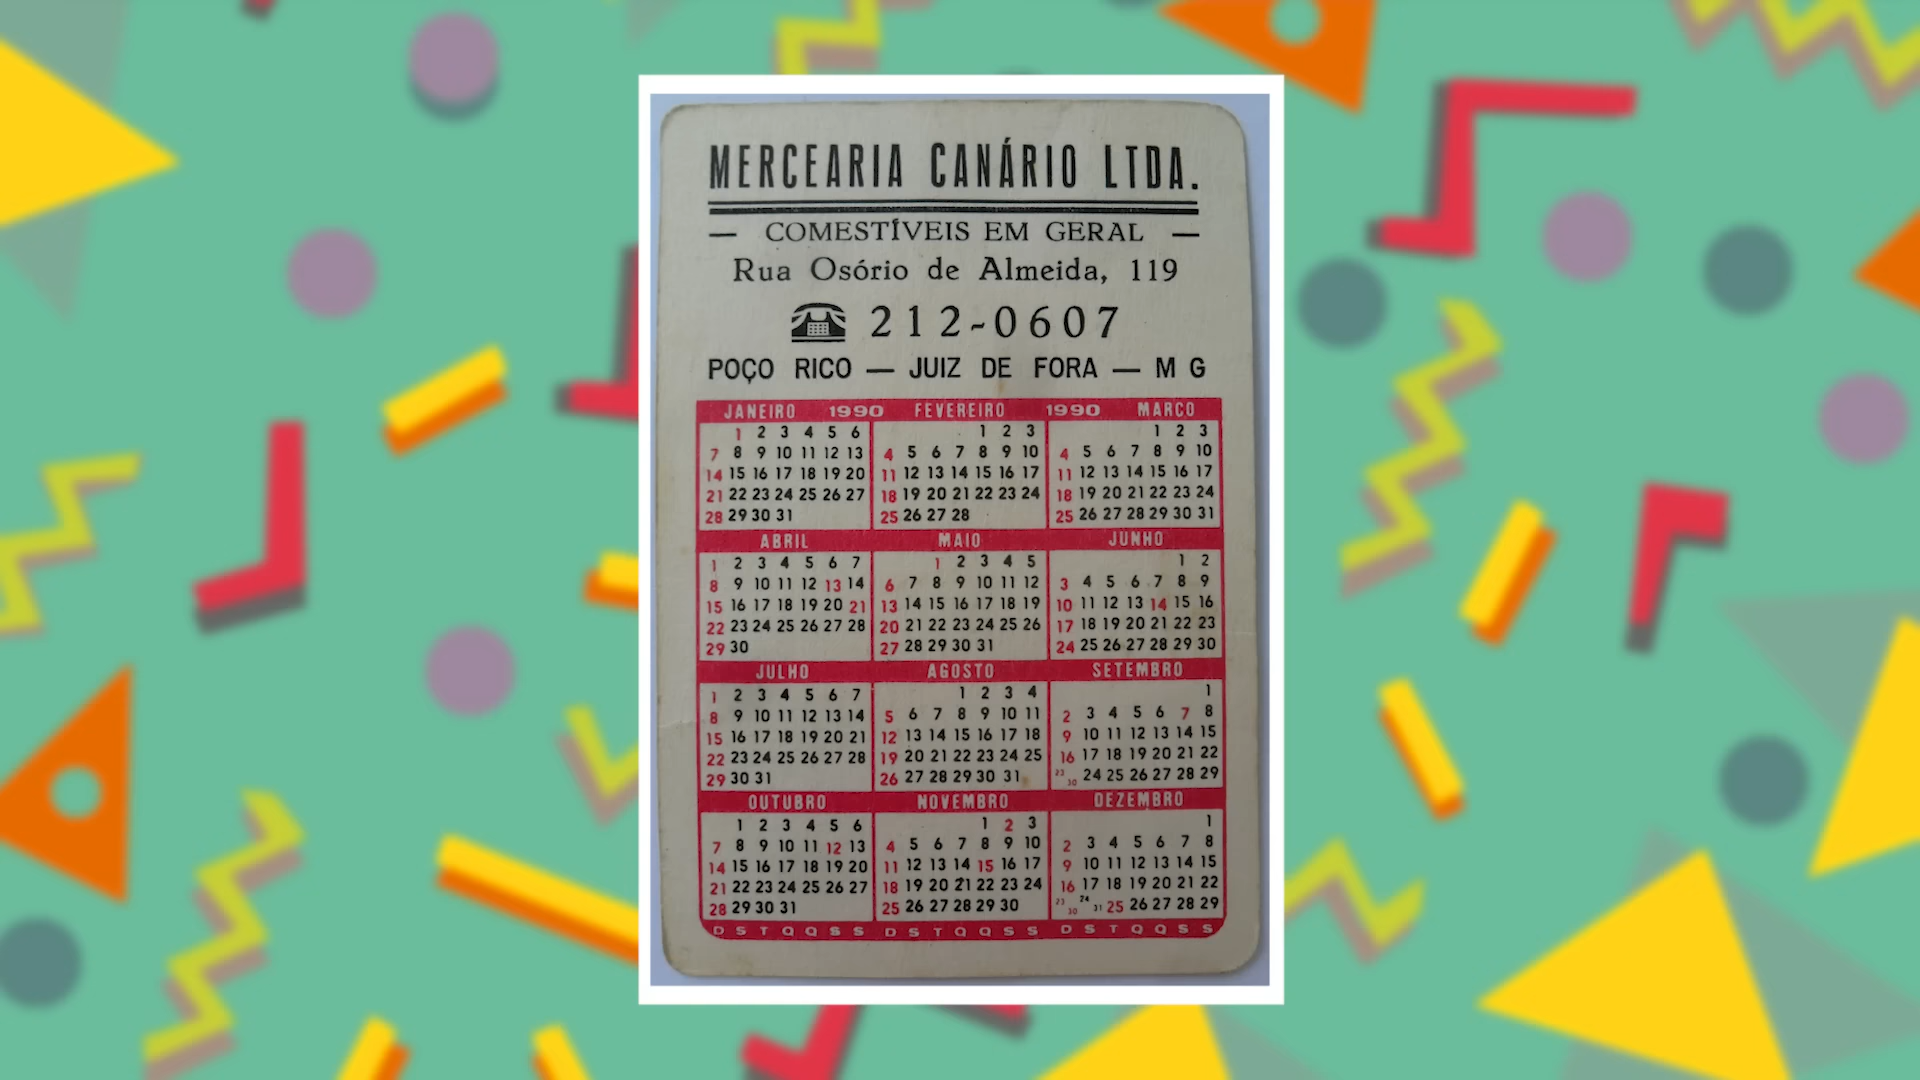 MERCEARIA CANÁRIO LTDA.
— COMESTÍVEIS EM GERAL —
Rua Osório de Almeida, 119
212-0607
POÇO RICO — JUIZ DE FORA — M G
JANEIRO 1990 FEVEREIRO 1990 MARCO
1 2 3 4 5 6 1 2 3 1 2 3
7 8 9 10 11 12 13 4 5 6 7 8 9 10 4 5 6 7 8 9 10
14 15 16 17 18 19 20 11 12 13 14 15 16 17 11 12 13 14 15 16 17
21 22 23 24 25 26 27 18 19 20 21 22 23 24 18 19 20 21 22 23 24
28 29 30 31 25 26 27 28 25 26 27 28 29 30 31
ABRIL MAIO JUNHO
1 2 3 4 5 6 7 1 2 3 4 5 1 2
8 9 10 11 12 13 14 6 7 8 9 10 11 12 3 4 5 6 7 8 9
15 16 17 18 19 20 21 13 14 15 16 17 18 19 10 11 12 13 14 15 16
22 23 24 25 26 27 28 20 21 22 23 24 25 26 17 18 19 20 21 22 23
29 30 27 28 29 30 31 24 25 26 27 28 29 30
JULHO AGOSTO SETEMBRO
1 2 3 4 5 6 7 1 2 3 4 1
8 9 10 11 12 13 14 5 6 7 8 9 10 11 2 3 4 5 6 7 8
15 16 17 18 19 20 21 12 13 14 15 16 17 18 9 10 11 12 13 14 15
22 23 24 25 26 27 28 19 20 21 22 23 24 25 16 17 18 19 20 21 22
29 30 31 26 27 28 29 30 31 23 30 24 25 26 27 28 29
OUTUBRO NOVEMBRO DEZEMBRO
1 2 3 4 5 6 1 2 3 1
7 8 9 10 11 12 13 4 5 6 7 8 9 10 2 3 4 5 6 7 8
14 15 16 17 18 19 20 11 12 13 14 15 16 17 9 10 11 12 13 14 15
21 22 23 24 25 26 27 18 19 20 21 22 23 24 16 17 18 19 20 21 22
28 29 30 31 25 26 27 28 29 30 23 30 24 31 25 26 27 28 29
D S T Q Q S S D S T Q Q S S D S T Q Q S S